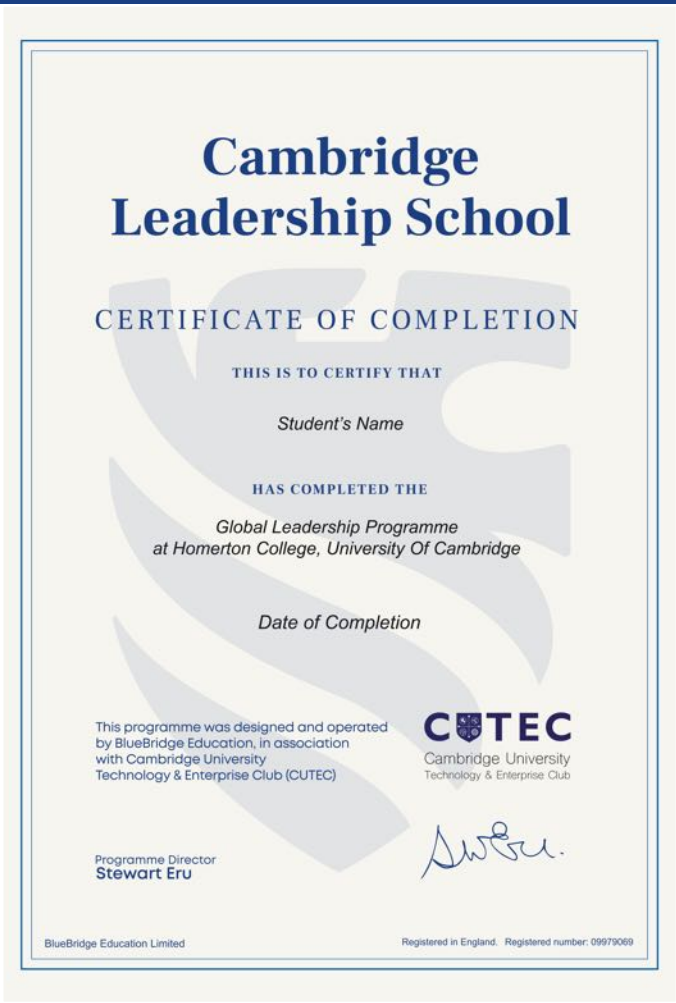 Cambridge
Leadership School
CERTIFICATE OF COMPLETION
THIS IS TO CERTIFY THAT
Student's Name
HAS COMPLETED THE
Global Leadership Programme
at Homerton College, University Of Cambridge
Date of Completion
This programme was designed and operated
by BlueBridge Education, in association
with Cambridge University
Technology & Enterprise Club (CUTEC)
CUTEC
Cambridge University
Technology & Enterprise Club
Programme Director
Stewart Eru
BlueBridge Education Limited
Registered in England. Registered number: 09979069